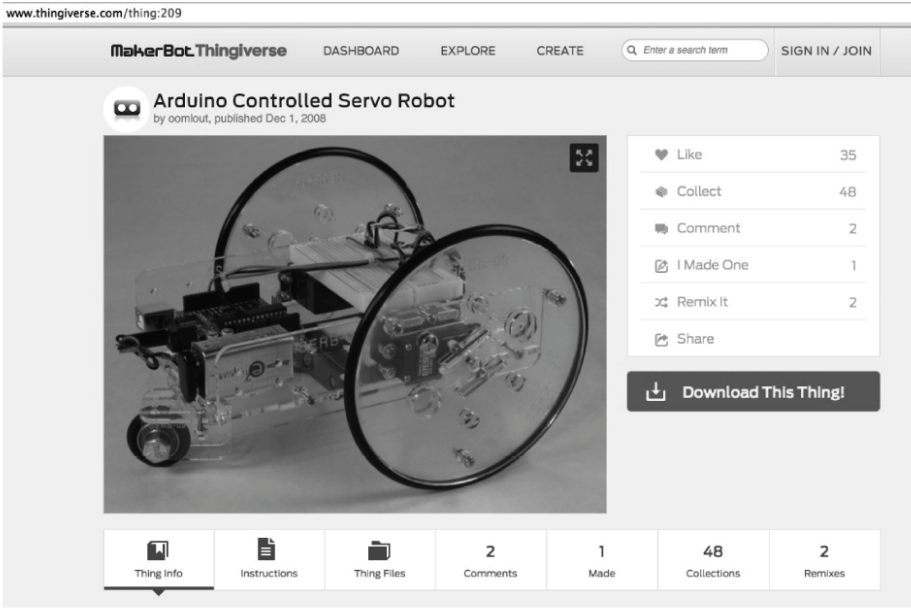 www.thingiverse.com/thing:209
MakerBot Thingiverse
DASHBOARD
EXPLORE
CREATE
Enter a search term
SIGN IN / JOIN
Arduino Controlled Servo Robot
by oomlout, published Dec 1, 2008
Like 35
Collect 48
Comment 2
I Made One 1
Remix It 2
Share
Download This Thing!
Thing Info
Instructions
Thing Files
2
Comments
1
Made
48
Collections
2
Remixes